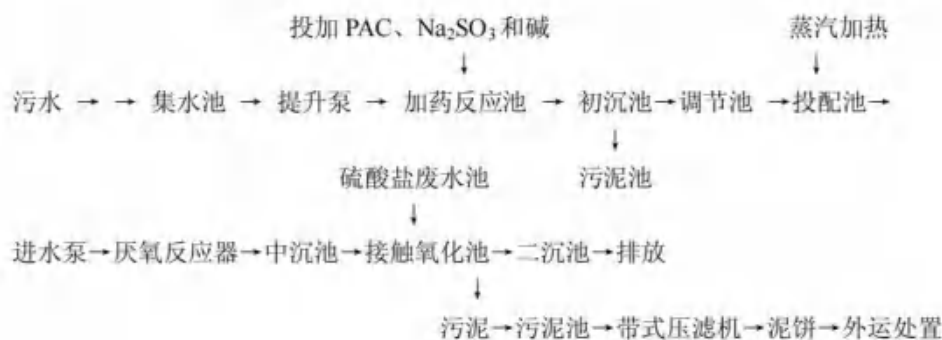 投加 PAC、Na₂SO₃和碱 蒸汽加热
污水 → → 集水池 → 提升泵 → 加药反应池 → 初沉池→调节池 →投配池→
硫酸盐废水池 污泥池
进水泵→厌氧反应器→中沉池→接触氧化池→二沉池→排放
污泥→污泥池→带式压滤机→泥饼→外运处置